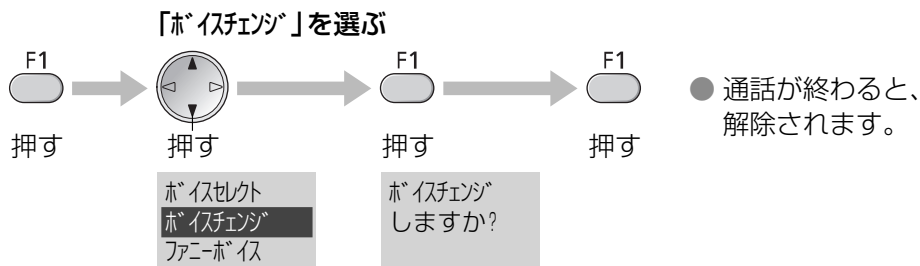 「ﾎﾞｲｽﾁｪﾝｼﾞ」を選ぶ
F1
F1
F1
押す
押す
押す
押す
● 通話が終わると、
解除されます。
ﾎﾞｲｽｾﾚｸﾄ
ﾎﾞｲｽﾁｪﾝｼﾞ
ﾌｧﾆｰﾎﾞｲｽ
ﾎﾞｲｽﾁｪﾝｼﾞ
しますか?